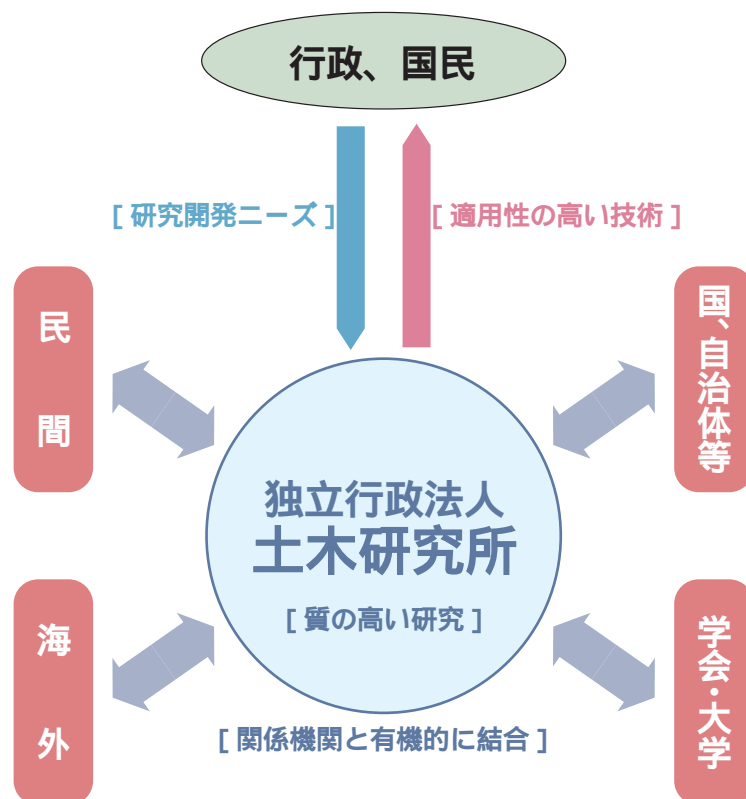 行政、国民
[ 研究開発ニーズ ]
[ 適用性の高い技術 ]
民間
国、自治体等
独立行政法人
土木研究所
[ 質の高い研究 ]
海外
学会・大学
[ 関係機関と有機的に結合 ]